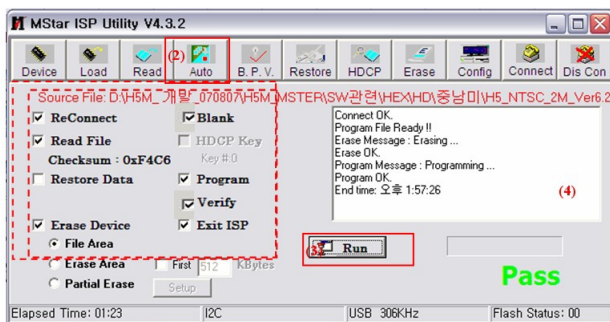 MStar ISP Utility V4.3.2
(2)
Device Load Read Auto B. P. V. Restore HDCP Erase Config Connect Dis Con
Source File: D:\H5M_ 개발_070807\H5M_MSTER\SW관련\HEX\HD\중남미\H5_NTSC_2M_Ver6.2
ReConnect Blank
Read File HDCP Key
Checksum : 0xF4C6 Key #:0
Restore Data Program
Verify
Erase Device Exit ISP
File Area
Erase Area First 512 KBytes
Partial Erase Setup
Connect OK.
Program File Ready !!
Erase Message : Erasing ...
Erase OK.
Program Message : Programming ...
Program OK.
End time: 오후 1:57:26
(4)
(3) Run
Pass
Elapsed Time: 01:23 I2C USB 306KHz Flash Status: 00